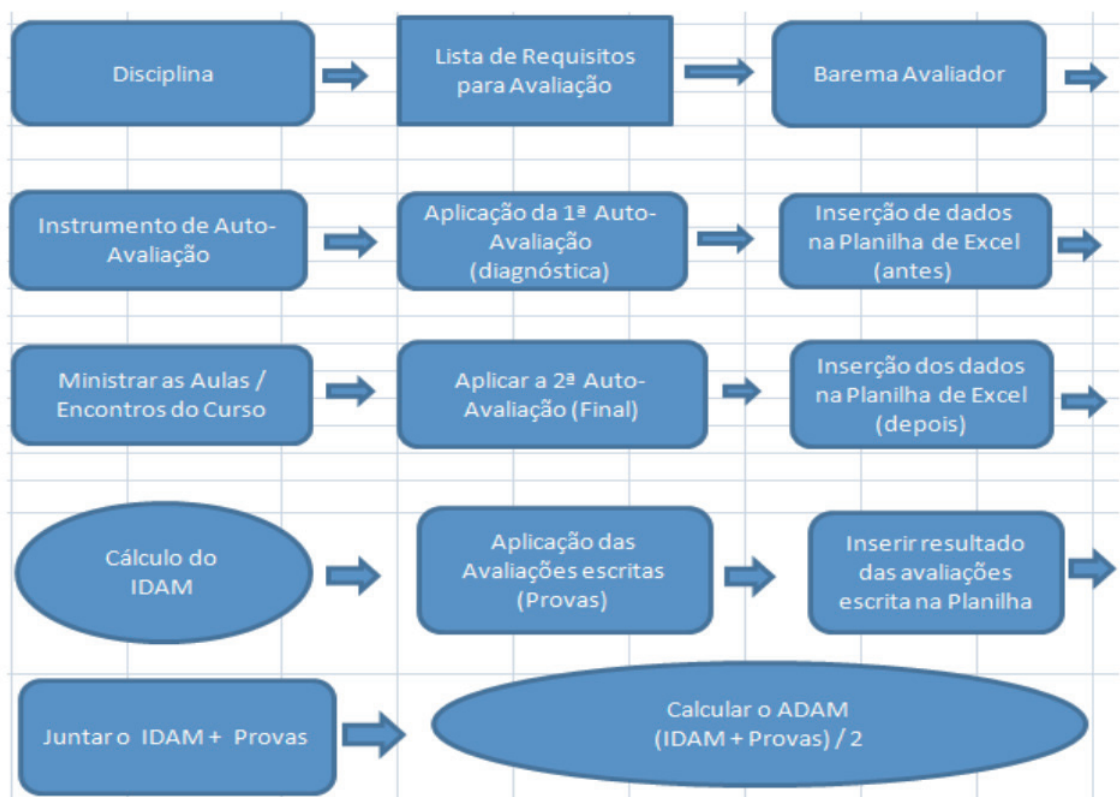 Disciplina
Lista de Requisitos
para Avaliação
Barema Avaliador
Instrumento de Auto-
Avaliação
Aplicação da 1ª Auto-
Avaliação
(diagnóstica)
Inserção de dados
na Planilha de Excel
(antes)
Ministrar as Aulas /
Encontros do Curso
Aplicar a 2ª Auto-
Avaliação (Final)
Inserção dos dados
na Planilha de Excel
(depois)
Cálculo do
IDAM
Aplicação das
Avaliações escritas
(Provas)
Inserir resultado
das avaliações
escrita na Planilha
Juntar o IDAM + Provas
Calcular o ADAM
(IDAM + Provas) / 2